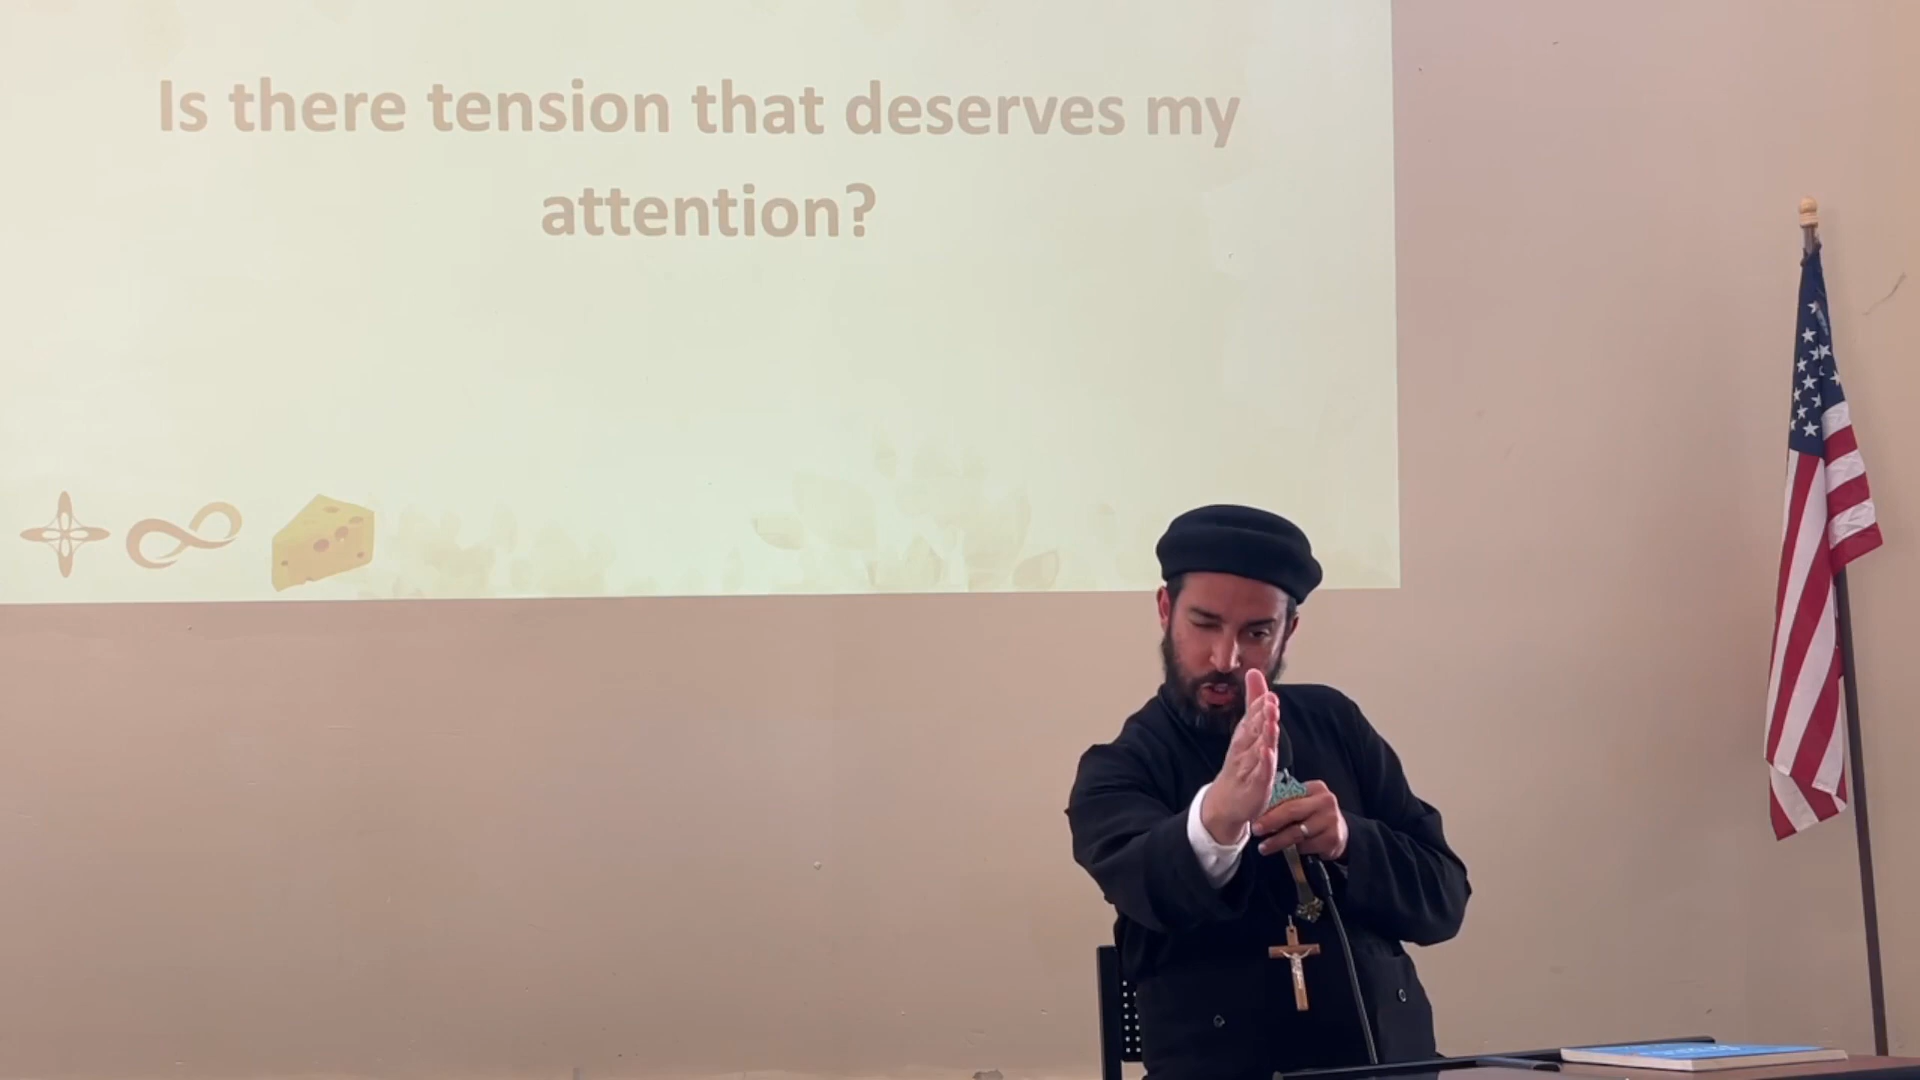 Is there tension that deserves my
attention?